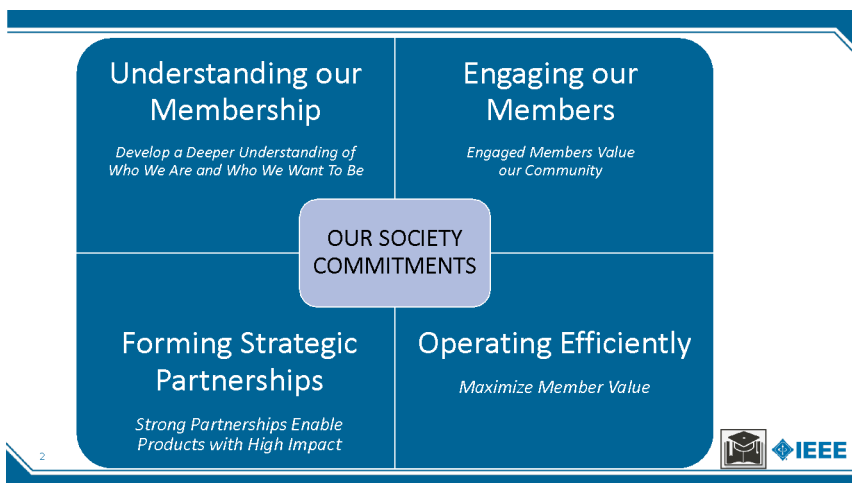 Understanding our
Membership
Develop a Deeper Understanding of
Who We Are and Who We Want To Be
Engaging our
Members
Engaged Members Value
our Community
OUR SOCIETY
COMMITMENTS
Forming Strategic
Partnerships
Strong Partnerships Enable
Products with High Impact
Operating Efficiently
Maximize Member Value
2
IEEE